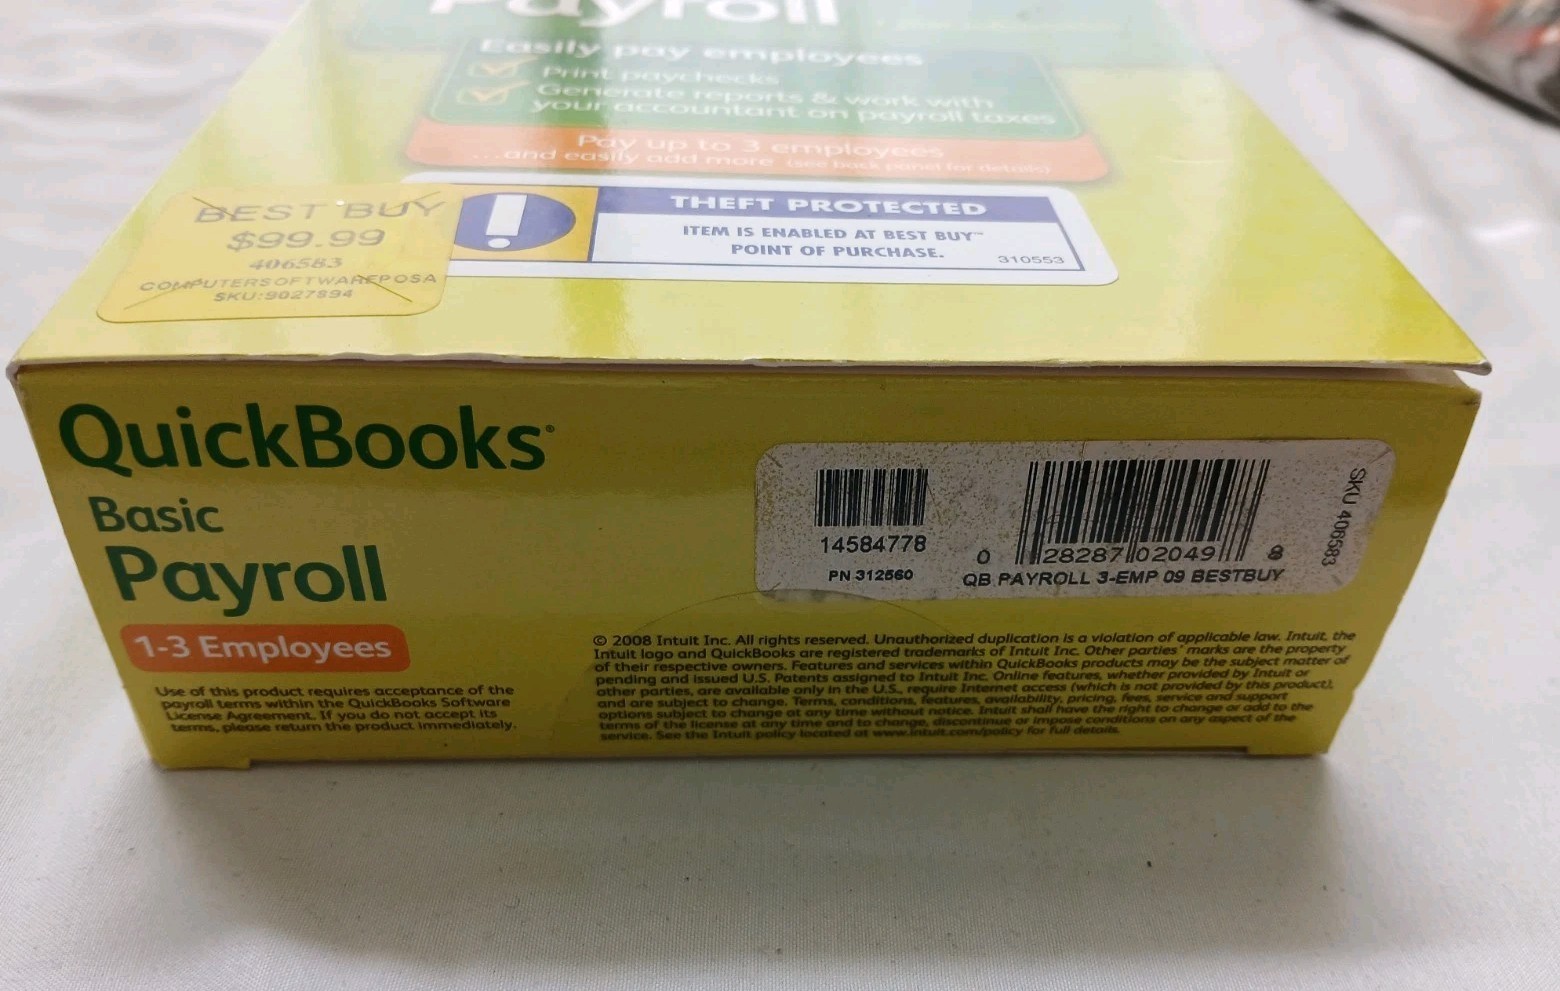 Payroll
Easily pay employees
Print paychecks
Generate reports & work with
your accountant on payroll taxes
Pay up to 3 employees
...and easily add more (see back panel for details)
BEST BUY
$99.99
406583
COMPUTERSOFTWAREPOSA
SKU:9027894
THEFT PROTECTED
ITEM IS ENABLED AT BEST BUY™
POINT OF PURCHASE.
310553
QuickBooks®
Basic
Payroll
1-3 Employees
Use of this product requires acceptance of the
payroll terms within the QuickBooks Software
License Agreement. If you do not accept its
terms, please return the product immediately.
14584778
PN 312560
0 28287 02049 8
QB PAYROLL 3-EMP 09 BESTBUY
SKU 406583
© 2008 Intuit Inc. All rights reserved. Unauthorized duplication is a violation of applicable law. Intuit, the
Intuit logo and QuickBooks are registered trademarks of Intuit Inc. Other parties' marks are the property
of their respective owners. Features and services within QuickBooks products may be the subject matter of
pending and issued U.S. Patents assigned to Intuit Inc. Online features, whether provided by Intuit or
other parties, are available only in the U.S., require Internet access (which is not provided by this product),
and are subject to change. Terms, conditions, features, availability, pricing, fees, service and support
options subject to change at any time without notice. Intuit shall have the right to change or add to the
terms of the license at any time and to change, discontinue or impose conditions on any aspect of the
service. See the Intuit policy located at www.intuit.com/policy for full details.